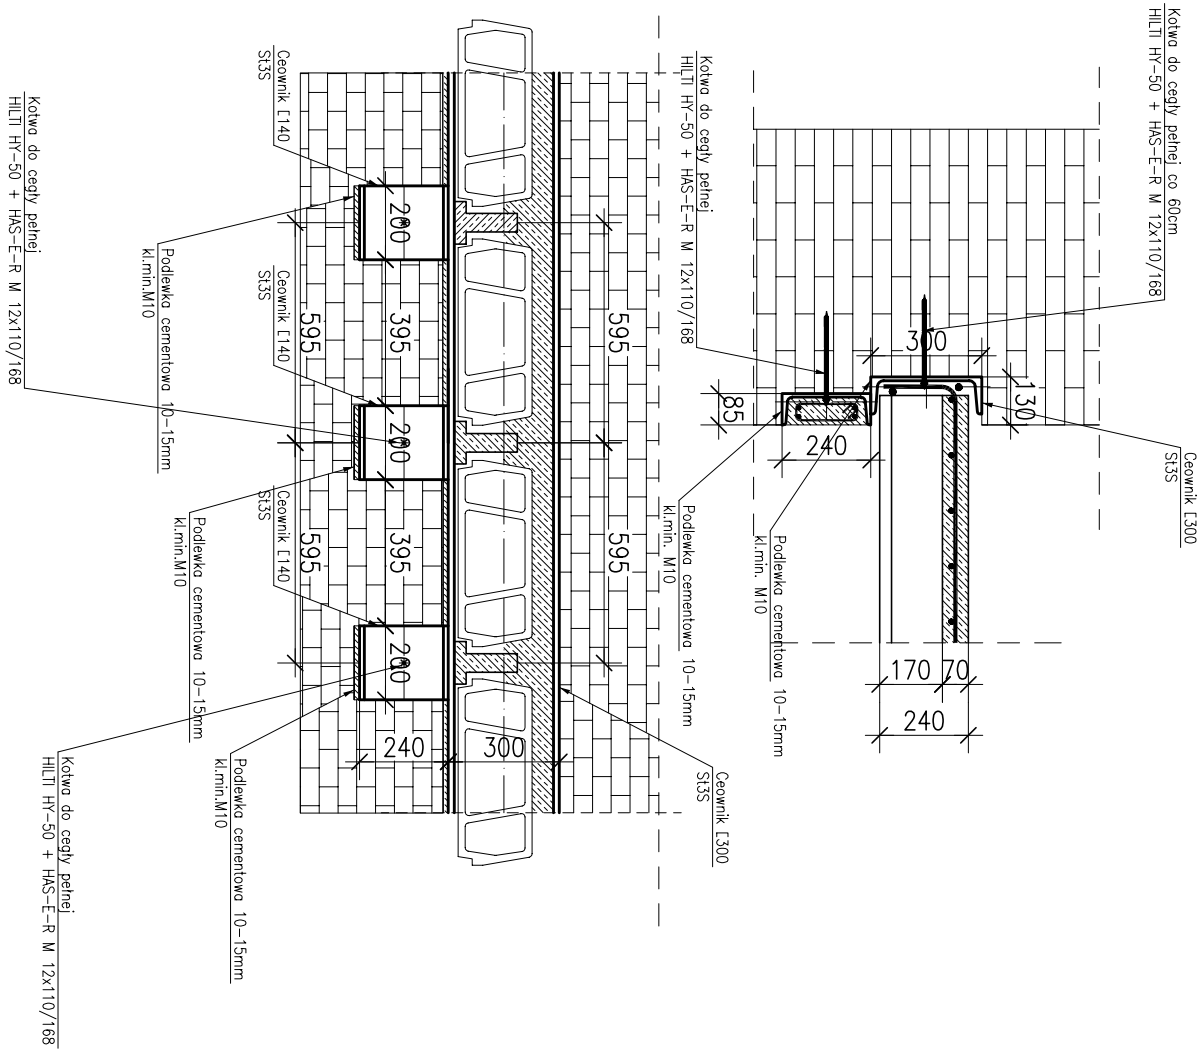 Kotwa do cegły pełnej co 60cm
HILTI HY-50 + HAS-E-R M 12x110/168
Ceownik [300
St3S
300
130
85
240
Podlewka cementowa 10-15mm
kl.min. M10
Podlewka cementowa 10-15mm
kl.min. M10
170
70
240
Kotwa do cegły pełnej
HILTI HY-50 + HAS-E-R M 12x110/168
Ceownik [300
St3S
595
595
300
240
200
395
200
395
200
595
595
Ceownik [140
St3S
Ceownik [140
St3S
Ceownik [140
St3S
Podlewka cementowa 10-15mm
kl.min.M10
Podlewka cementowa 10-15mm
kl.min.M10
Podlewka cementowa 10-15mm
kl.min.M10
Kotwa do cegły pełnej
HILTI HY-50 + HAS-E-R M 12x110/168
Kotwa do cegły pełnej
HILTI HY-50 + HAS-E-R M 12x110/168